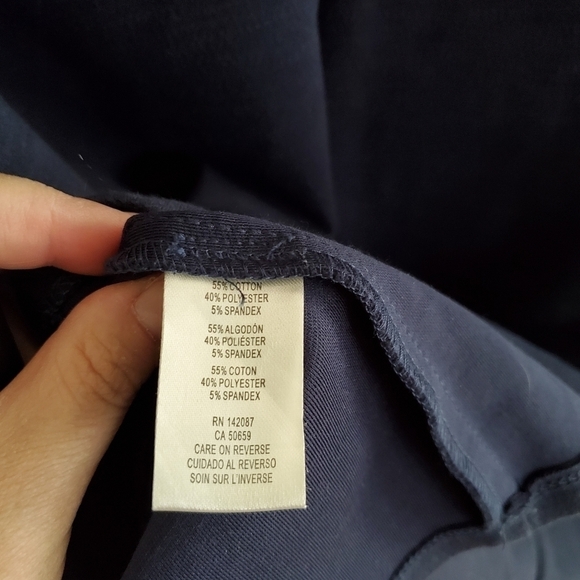 55% COTTON
40% POLYESTER
5% SPANDEX
55% ALGODÓN
40% POLIÉSTER
5% SPANDEX
55% COTON
40% POLYESTER
5% SPANDEX
RN 142087
CA 50659
CARE ON REVERSE
CUIDADO AL REVERSO
SOIN SUR L'INVERSE